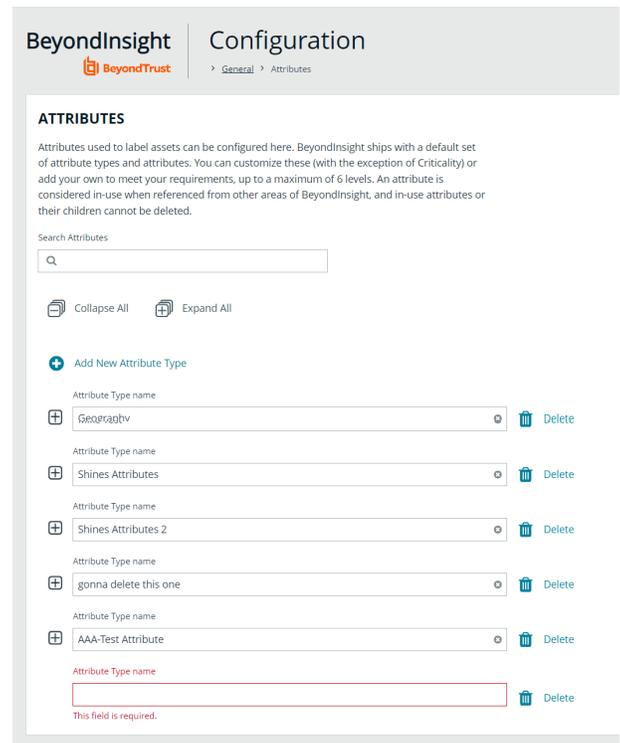 BeyondInsight
BeyondTrust
Configuration
> General > Attributes
ATTRIBUTES
Attributes used to label assets can be configured here. BeyondInsight ships with a default set
of attribute types and attributes. You can customize these (with the exception of Criticality) or
add your own to meet your requirements, up to a maximum of 6 levels. An attribute is
considered in-use when referenced from other areas of BeyondInsight, and in-use attributes or
their children cannot be deleted.
Search Attributes
Collapse All Expand All
Add New Attribute Type
Attribute Type name
Geography Delete
Attribute Type name
Shines Attributes Delete
Attribute Type name
Shines Attributes 2 Delete
Attribute Type name
gonna delete this one Delete
Attribute Type name
AAA-Test Attribute Delete
Attribute Type name
Delete
This field is required.